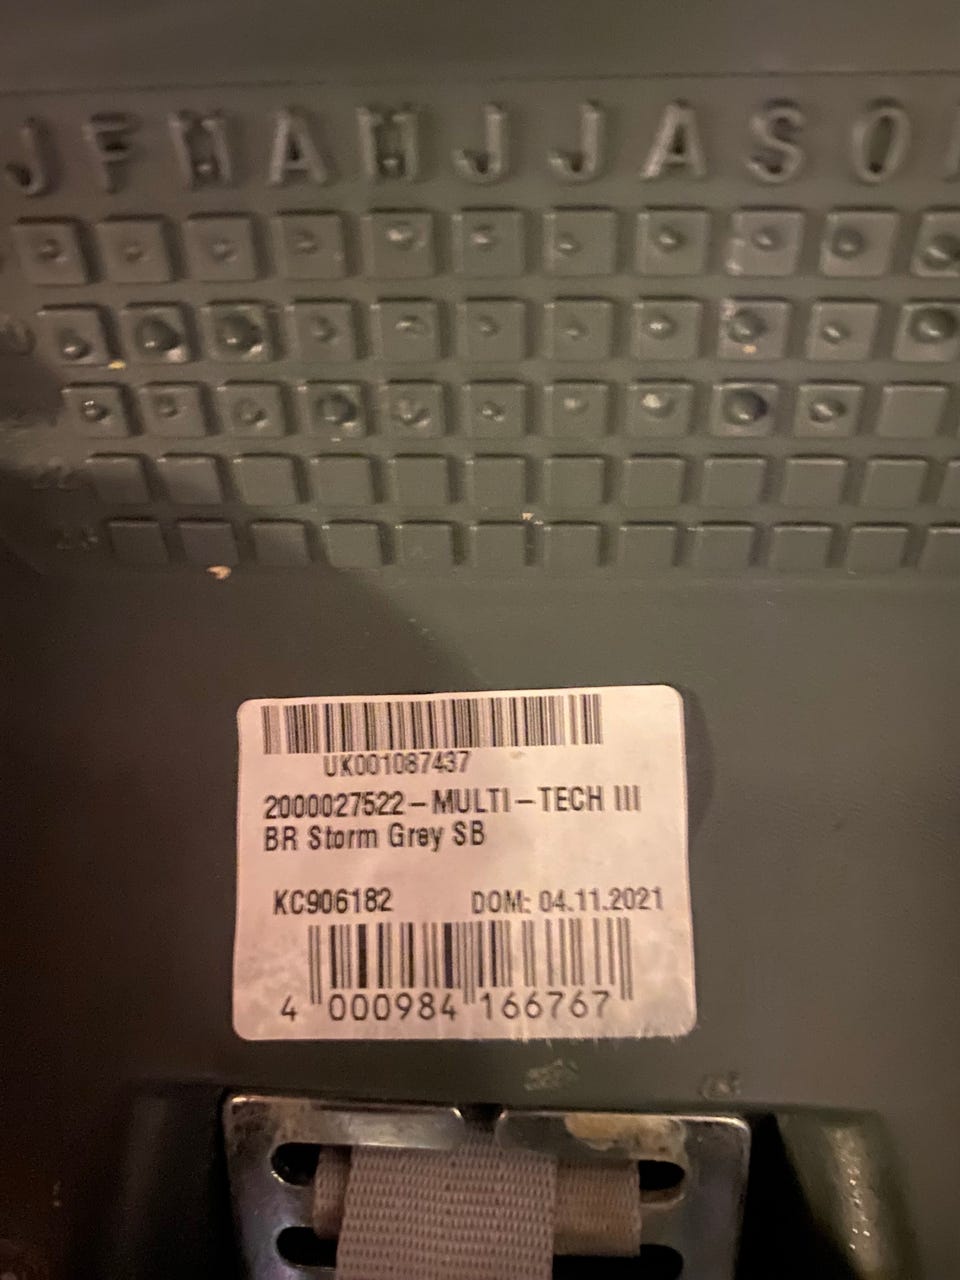 J F M A M J J A S O
UK001087437
2000027522-MULTI-TECH III
BR Storm Grey SB
KC906182 DOM: 04.11.2021
4 000984 166767